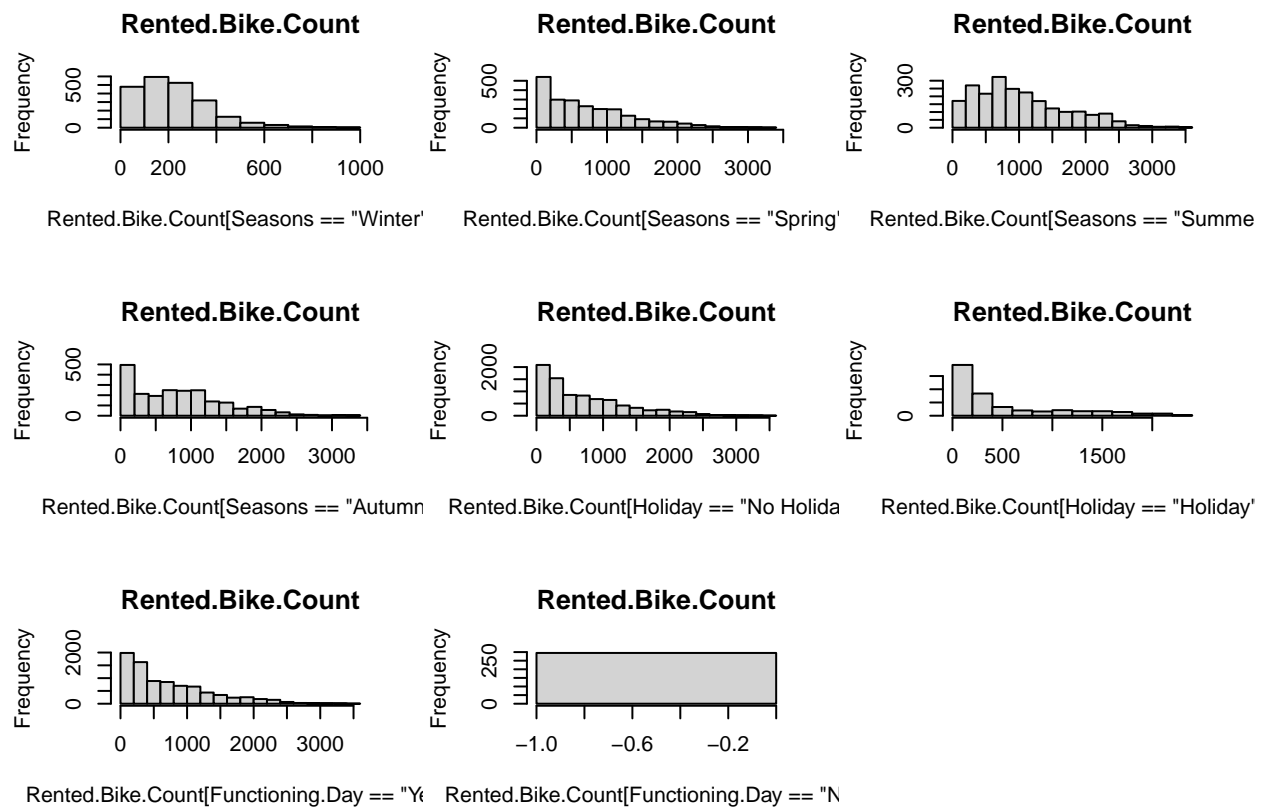 Rented.Bike.Count Rented.Bike.Count Rented.Bike.Count
Frequency
0 500
0 200 600 1000
Rented.Bike.Count[Seasons == "Winter"
Frequency
0 500
0 1000 2000 3000
Rented.Bike.Count[Seasons == "Spring"
Frequency
0 300
0 1000 2000 3000
Rented.Bike.Count[Seasons == "Summe
Rented.Bike.Count Rented.Bike.Count Rented.Bike.Count
Frequency
0 500
0 1000 2000 3000
Rented.Bike.Count[Seasons == "Autumn
Frequency
0 2000
0 1000 2000 3000
Rented.Bike.Count[Holiday == "No Holida
Frequency
0
0 500 1500
Rented.Bike.Count[Holiday == "Holiday"
Rented.Bike.Count Rented.Bike.Count
Frequency
0 2000
0 1000 2000 3000
Rented.Bike.Count[Functioning.Day == "Ye
Frequency
0 250
−1.0 −0.6 −0.2
Rented.Bike.Count[Functioning.Day == "N